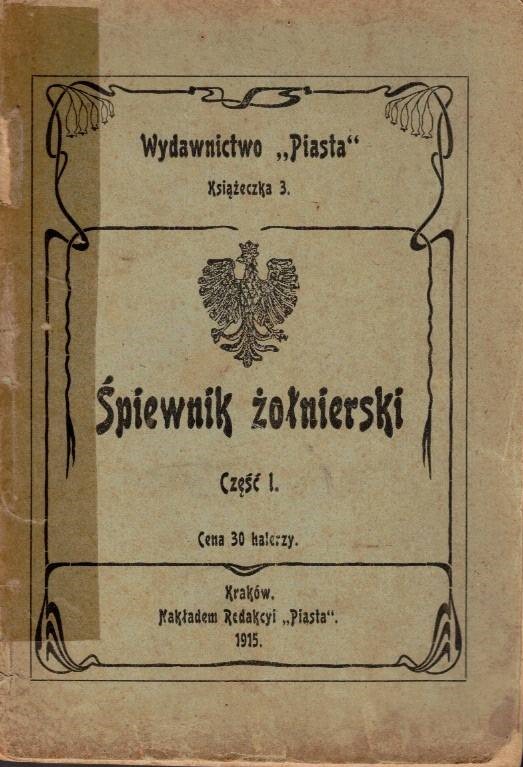 Wydawnictwo „Piasta“
Książeczka 3.
Śpiewnik żołnierski
Część I.
Cena 30 halerzy.
Kraków.
Nakładem Redakcyi „Piasta“.
1915.